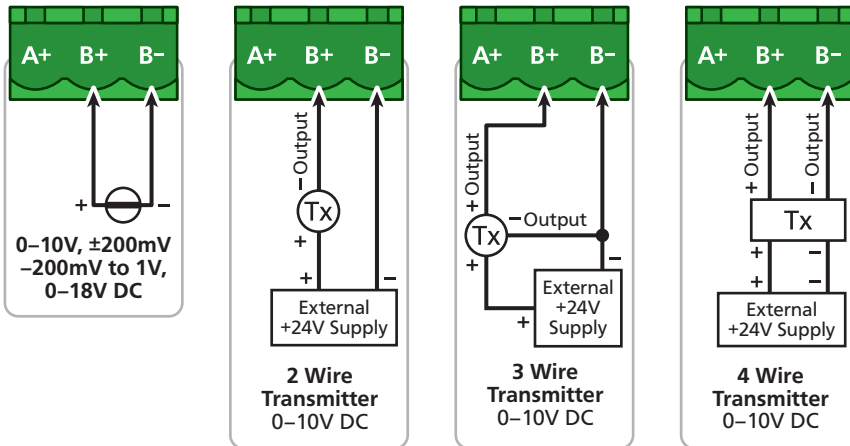 A+ B+ B–
+ –
0–10V, ±200mV
–200mV to 1V,
0–18V DC
A+ B+ B–
– Output
Tx
+
+ –
External
+24V Supply
2 Wire
Transmitter
0–10V DC
A+ B+ B–
+ Output
– Output
Tx
+
–
External
+24V
Supply
+
3 Wire
Transmitter
0–10V DC
A+ B+ B–
+ Output
– Output
Tx
+ –
+ –
External
+24V Supply
4 Wire
Transmitter
0–10V DC